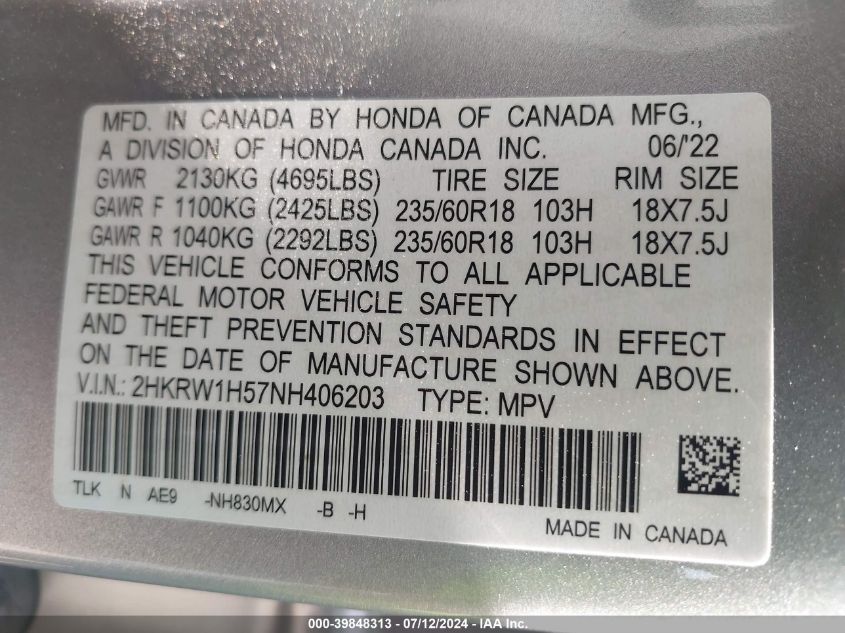 MFD. IN CANADA BY HONDA OF CANADA MFG.,
A DIVISION OF HONDA CANADA INC. 06/'22
GVWR 2130KG (4695LBS) TIRE SIZE RIM SIZE
GAWR F 1100KG (2425LBS) 235/60R18 103H 18X7.5J
GAWR R 1040KG (2292LBS) 235/60R18 103H 18X7.5J
THIS VEHICLE CONFORMS TO ALL APPLICABLE
FEDERAL MOTOR VEHICLE SAFETY
AND THEFT PREVENTION STANDARDS IN EFFECT
ON THE DATE OF MANUFACTURE SHOWN ABOVE.
V.I.N.: 2HKRW1H57NH406203 TYPE: MPV
TLK N AE9 -NH830MX -B -H
MADE IN CANADA
000-39848313 - 07/12/2024 - IAA Inc.